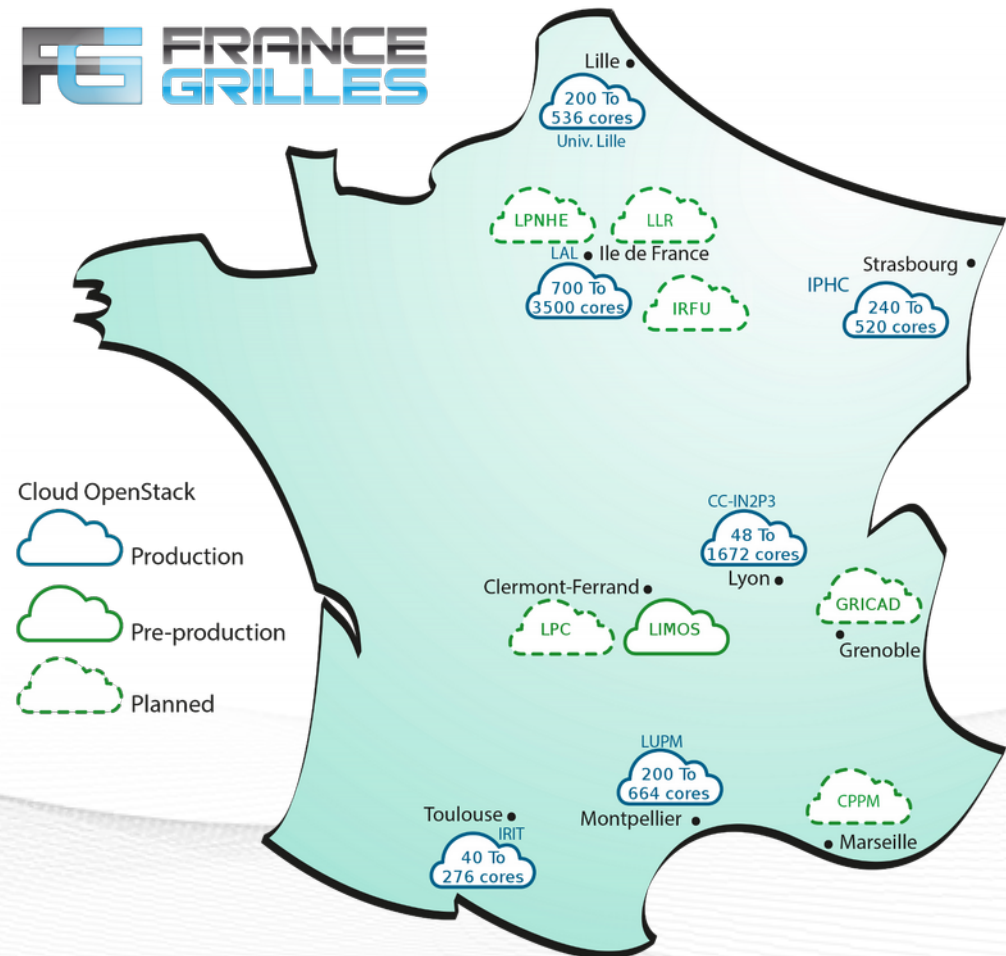 FG FRANCE
GRILLES
Lille
200 To
536 cores
Univ. Lille
LPNHE
LLR
LAL
Ile de France
700 To
3500 cores
IRFU
Strasbourg
IPHC
240 To
520 cores
Cloud OpenStack
Production
Pre-production
Planned
CC-IN2P3
48 To
1672 cores
Lyon
Clermont-Ferrand
LPC
LIMOS
GRICAD
Grenoble
LUPM
200 To
664 cores
Montpellier
CPPM
Marseille
Toulouse
IRIT
40 To
276 cores